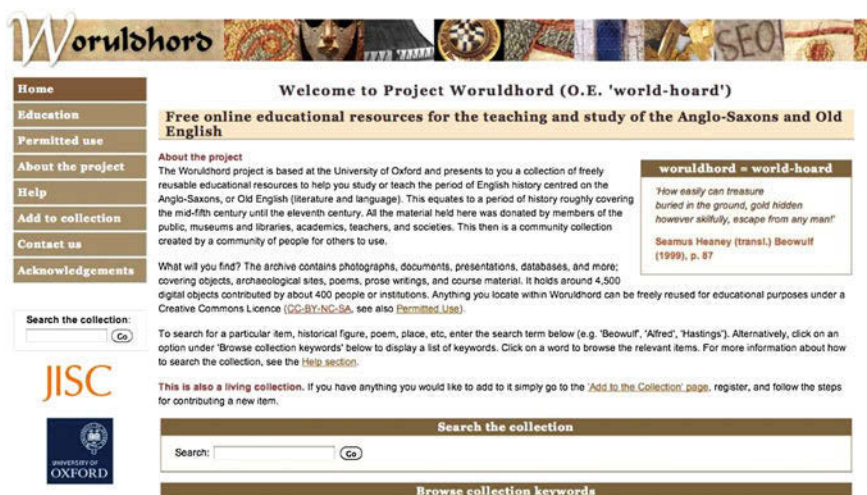 Woruldhord
SEO
Home
Education
Permitted use
About the project
Help
Add to collection
Contact us
Acknowledgements
Search the collection:
Go
JISC
UNIVERSITY OF
OXFORD
Welcome to Project Woruldhord (O.E. 'world-hoard')
Free online educational resources for the teaching and study of the Anglo-Saxons and Old
English
About the project
The Woruldhord project is based at the University of Oxford and presents to you a collection of freely
reusable educational resources to help you study or teach the period of English history centred on the
Anglo-Saxons, or Old English (literature and language). This equates to a period of history roughly covering
the mid-fifth century until the eleventh century. All the material held here was donated by members of the
public, museums and libraries, academics, teachers, and societies. This then is a community collection
created by a community of people for others to use.
woruldhord = world-hoard
'How easily can treasure
buried in the ground, gold hidden
however skilfully, escape from any man!'
Seamus Heaney (transl.) Beowulf
(1999), p. 87
What will you find? The archive contains photographs, documents, presentations, databases, and more;
covering objects, archaeological sites, poems, prose writings, and course material. It holds around 4,500
digital objects contributed by about 400 people or institutions. Anything you locate within Woruldhord can be freely reused for educational purposes under a
Creative Commons Licence (CC-BY-NC-SA, see also Permitted Use).
To search for a particular item, historical figure, poem, place, etc, enter the search term below (e.g. 'Beowulf', 'Alfred', 'Hastings'). Alternatively, click on an
option under 'Browse collection keywords' below to display a list of keywords. Click on a word to browse the relevant items. For more information about how
to search the collection, see the Help section.
This is also a living collection. If you have anything you would like to add to it simply go to the 'Add to the Collection' page, register, and follow the steps
for contributing a new item.
Search the collection
Search: Go
Browse collection keywords